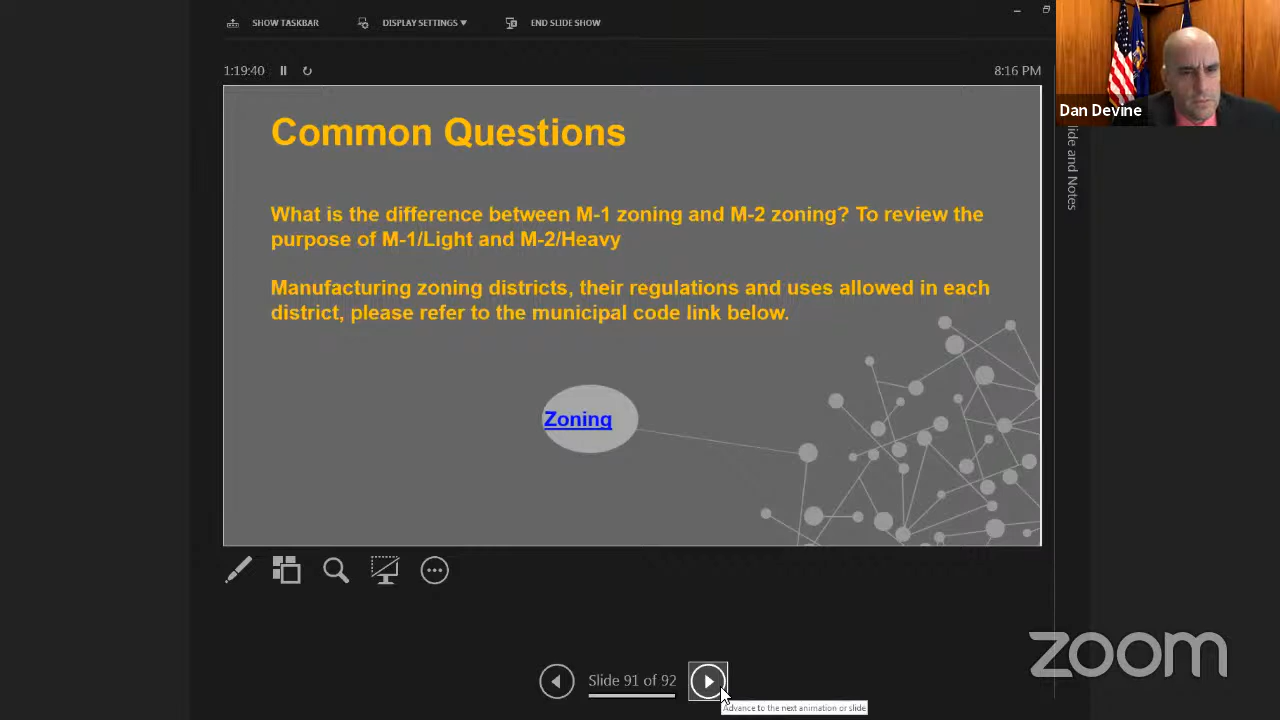 SHOW TASKBAR DISPLAY SETTINGS ▼ END SLIDE SHOW
1:19:40 8:16 PM
Dan Devine
Common Questions
What is the difference between M-1 zoning and M-2 zoning? To review the
purpose of M-1/Light and M-2/Heavy
Manufacturing zoning districts, their regulations and uses allowed in each
district, please refer to the municipal code link below.
Zoning
lide and Notes
Slide 91 of 92
Advance to the next animation or slide
zoom